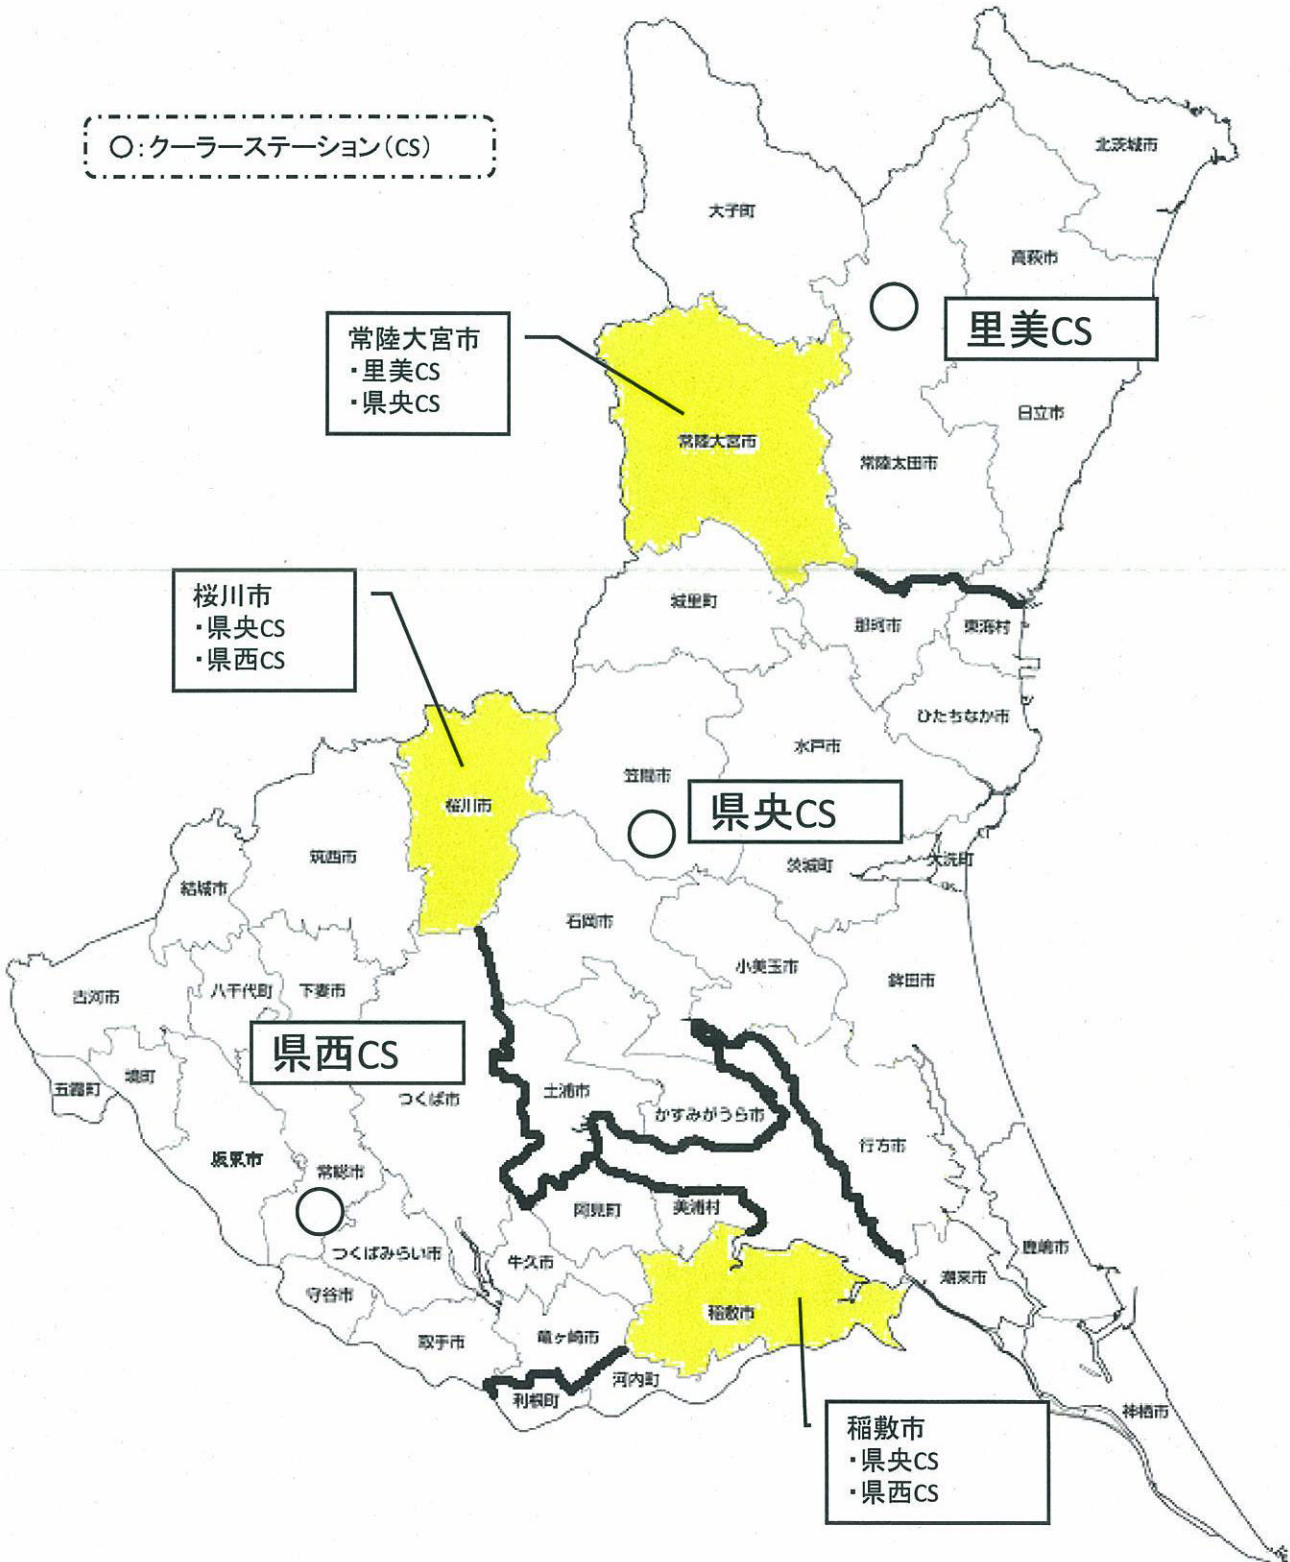 ○:クーラーステーション(CS)
北茨城市
大子町
高萩市
里美CS
常陸大宮市
・里美CS
・県央CS
日立市
常陸大宮市
常陸太田市
桜川市
・県央CS
・県西CS
城里町
那珂市
東海村
ひたちなか市
水戸市
笠間市
県央CS
桜川市
筑西市
茨城町
大洗町
結城市
石岡市
小美玉市
鉾田市
古河市
八千代町
下妻市
県西CS
五霞町
境町
つくば市
土浦市
かすみがうら市
行方市
坂東市
常総市
阿見町
美浦村
つくばみらい市
牛久市
鹿嶋市
潮来市
守谷市
稲敷市
取手市
竜ヶ崎市
河内町
利根町
神栖市
稲敷市
・県央CS
・県西CS